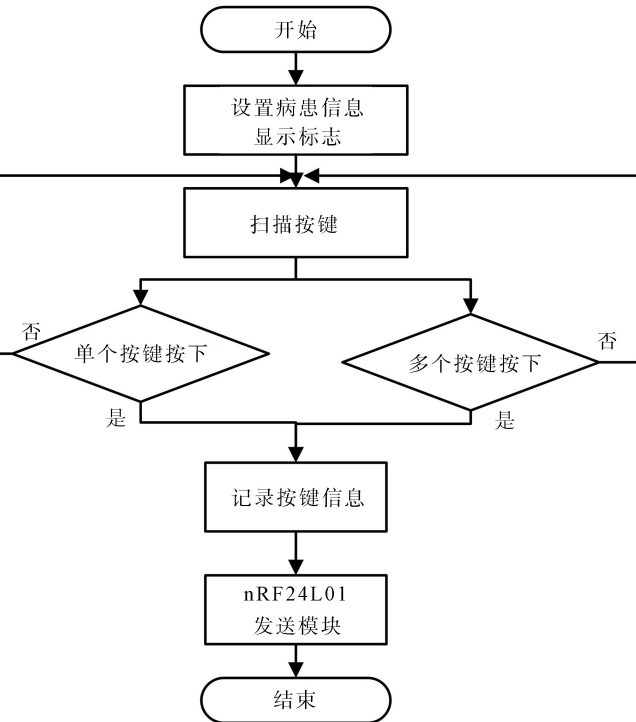 开始
设置病患信息
显示标志
扫描按键
否
单个按键按下
否
多个按键按下
是
是
记录按键信息
nRF24L01
发送模块
结束